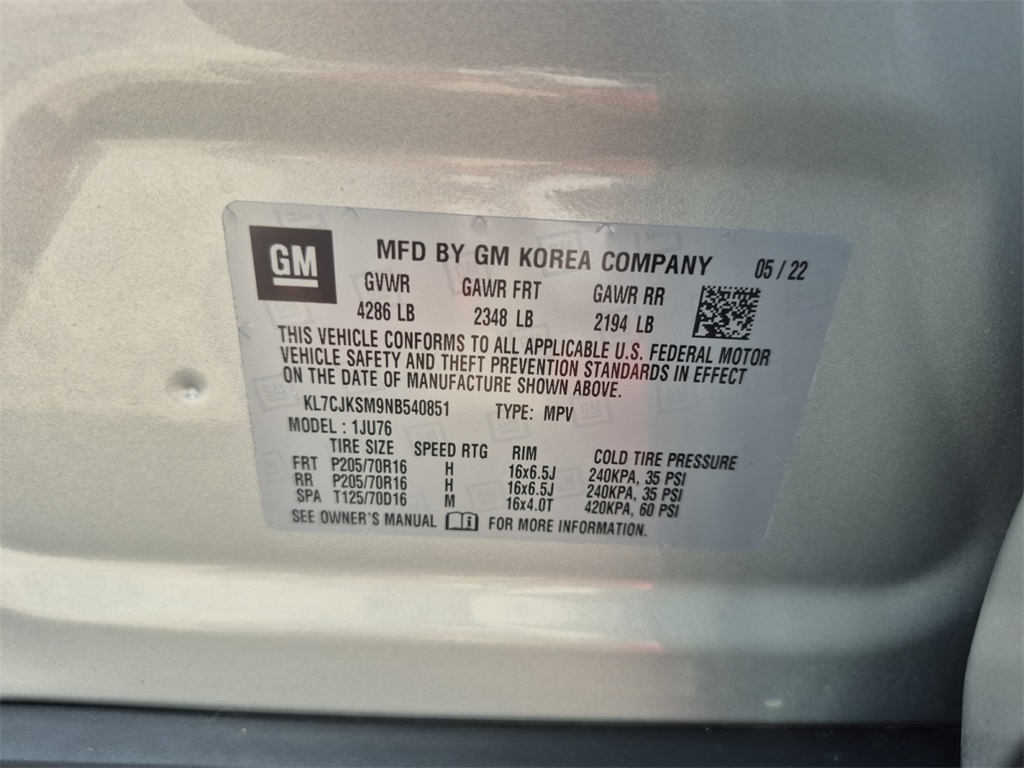 GM
MFD BY GM KOREA COMPANY 05 / 22
GVWR GAWR FRT GAWR RR
4286 LB 2348 LB 2194 LB
THIS VEHICLE CONFORMS TO ALL APPLICABLE U.S. FEDERAL MOTOR
VEHICLE SAFETY AND THEFT PREVENTION STANDARDS IN EFFECT
ON THE DATE OF MANUFACTURE SHOWN ABOVE.
KL7CJKSM9NB540851 TYPE: MPV
MODEL : 1JU76
TIRE SIZE SPEED RTG RIM COLD TIRE PRESSURE
FRT P205/70R16 H 16x6.5J 240KPA, 35 PSI
RR P205/70R16 H 16x6.5J 240KPA, 35 PSI
SPA T125/70D16 M 16x4.0T 420KPA, 60 PSI
SEE OWNER'S MANUAL FOR MORE INFORMATION.